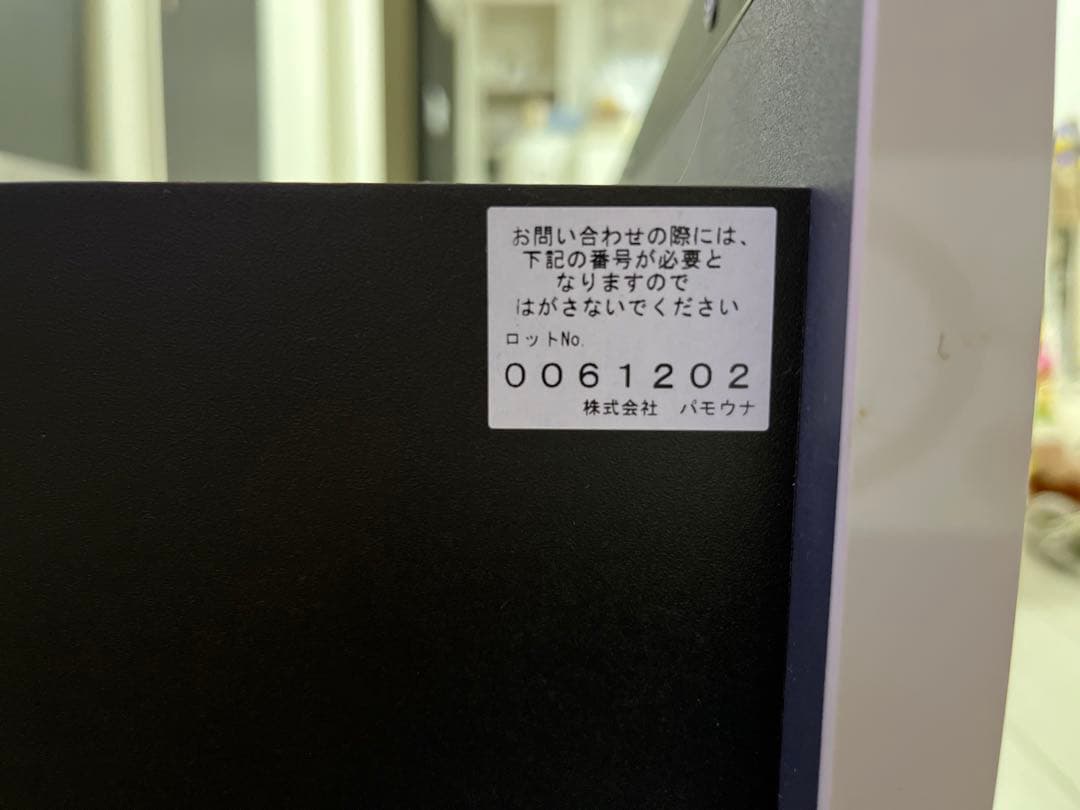 お問い合わせの際には、
下記の番号が必要と
なりますので
はがさないでください
ロットNo.
0061202
株式会社 パモウナ